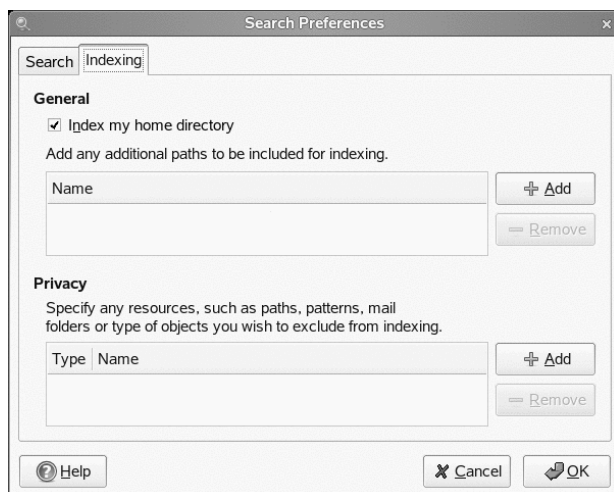 Search Preferences
Search
Indexing
General
Index my home directory
Add any additional paths to be included for indexing.
Name
Add
Remove
Privacy
Specify any resources, such as paths, patterns, mail
folders or type of objects you wish to exclude from indexing.
Type Name
Add
Remove
Help
Cancel
OK